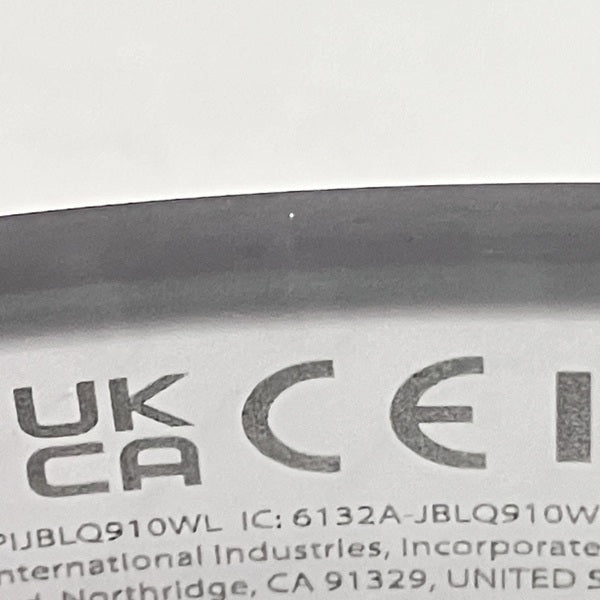 UK CE
CA
PIJBLQ910WL IC: 6132A-JBLQ910W
nternational Industries, Incorporate
Northridge, CA 91329, UNITED S